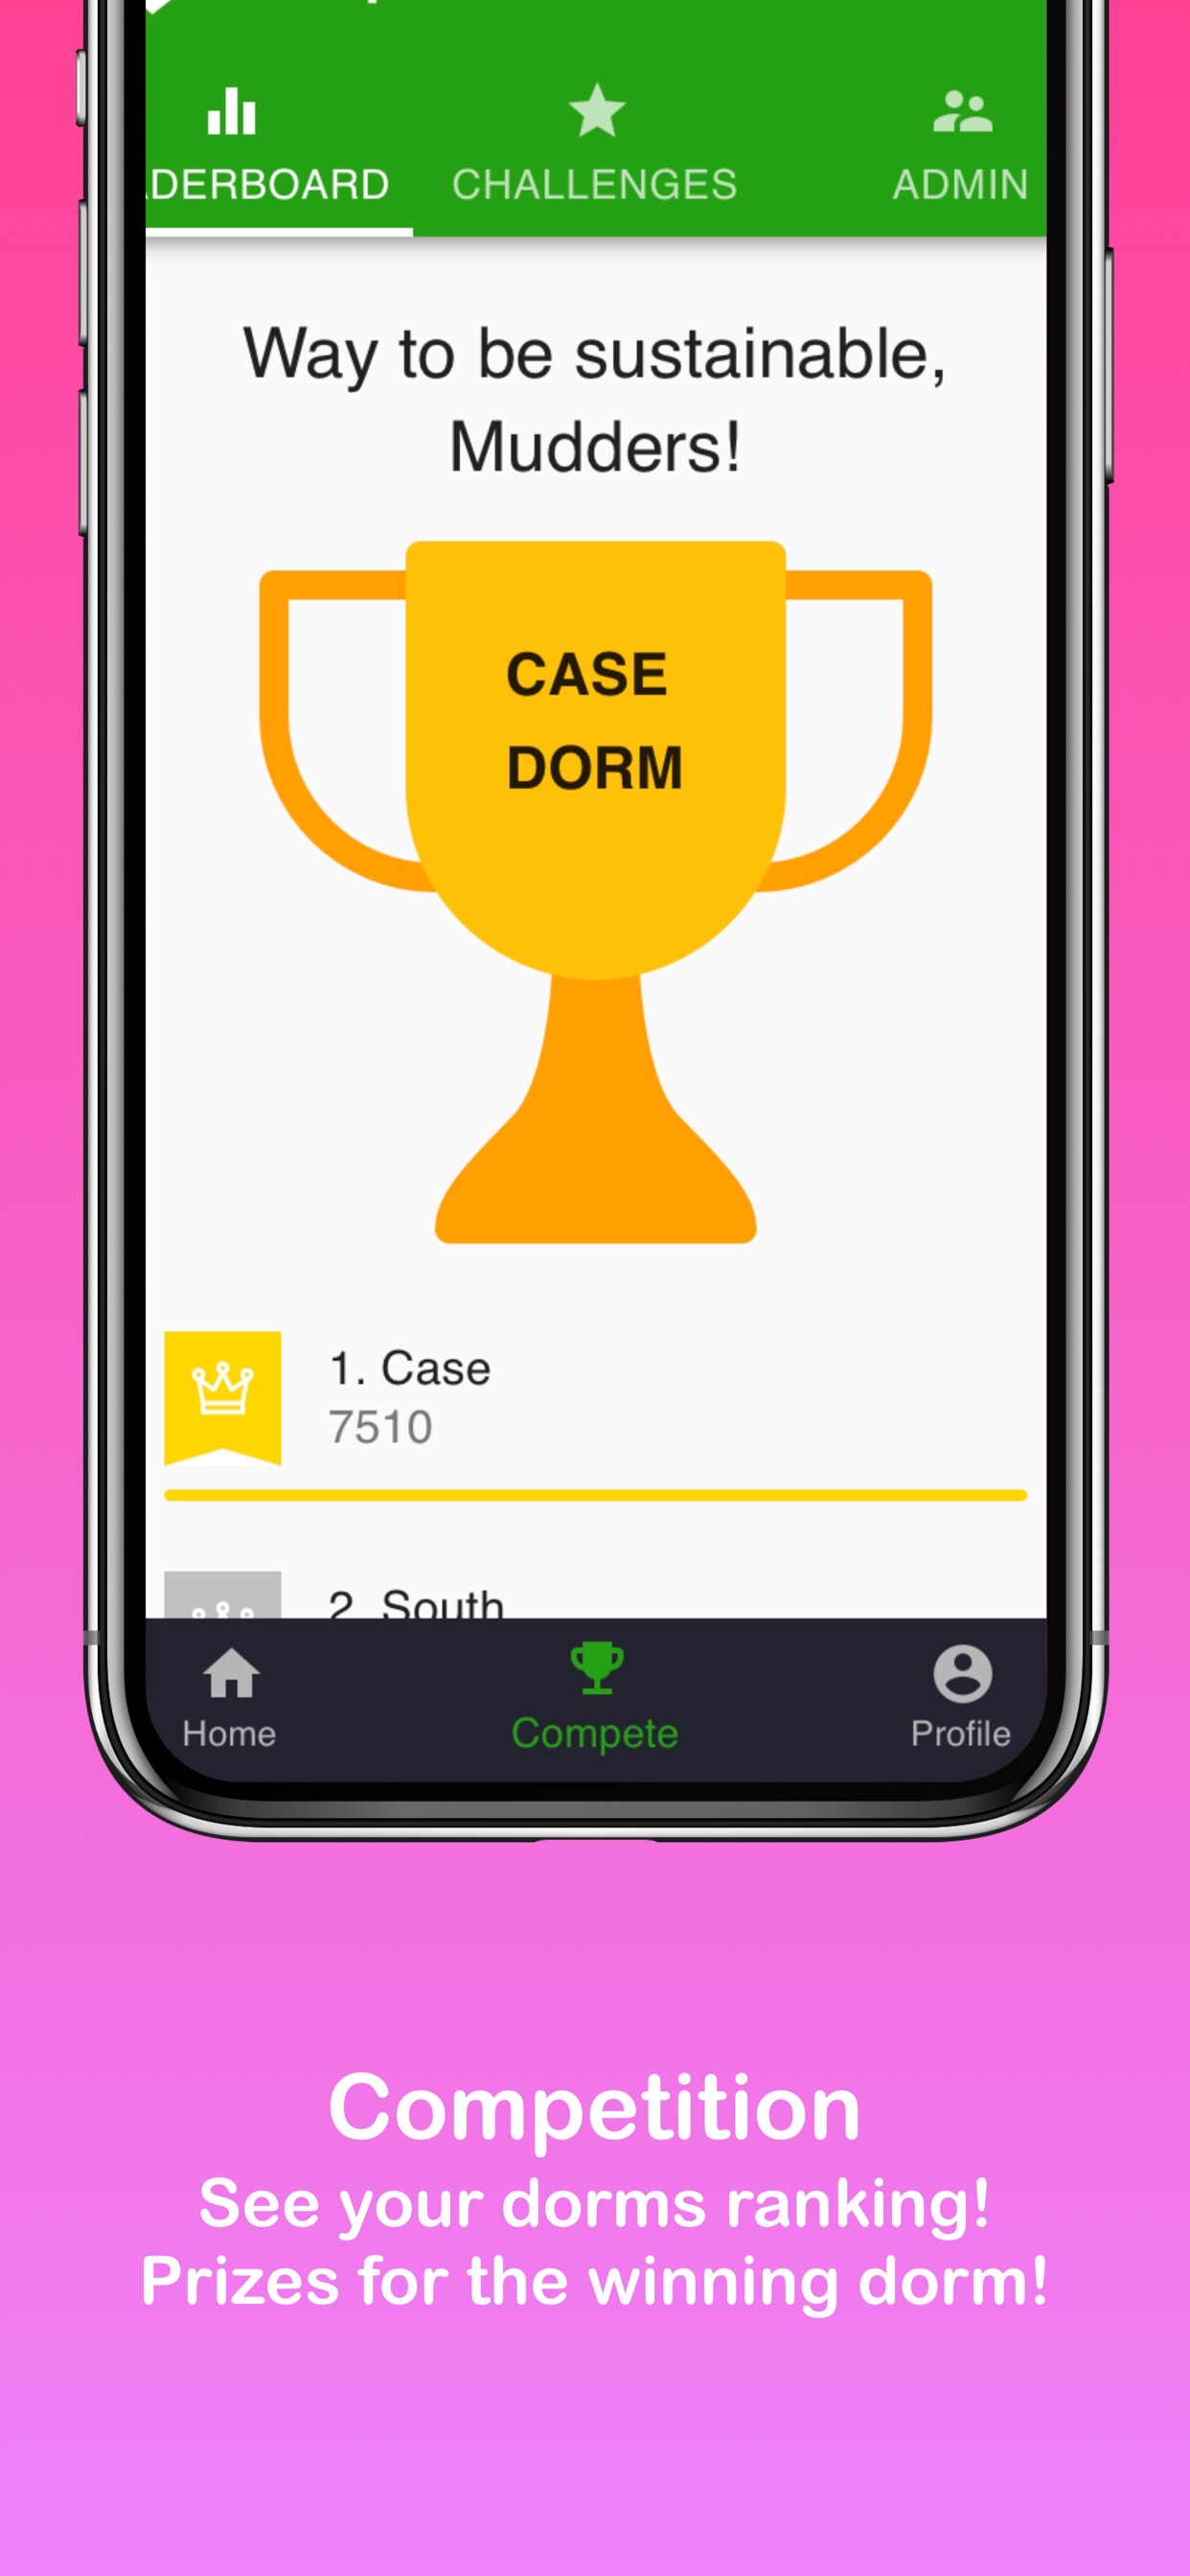 DERBOARD CHALLENGES ADMIN
Way to be sustainable,
Mudders!
CASE
DORM
1. Case
7510
2. South
Home Compete Profile
Competition
See your dorms ranking!
Prizes for the winning dorm!